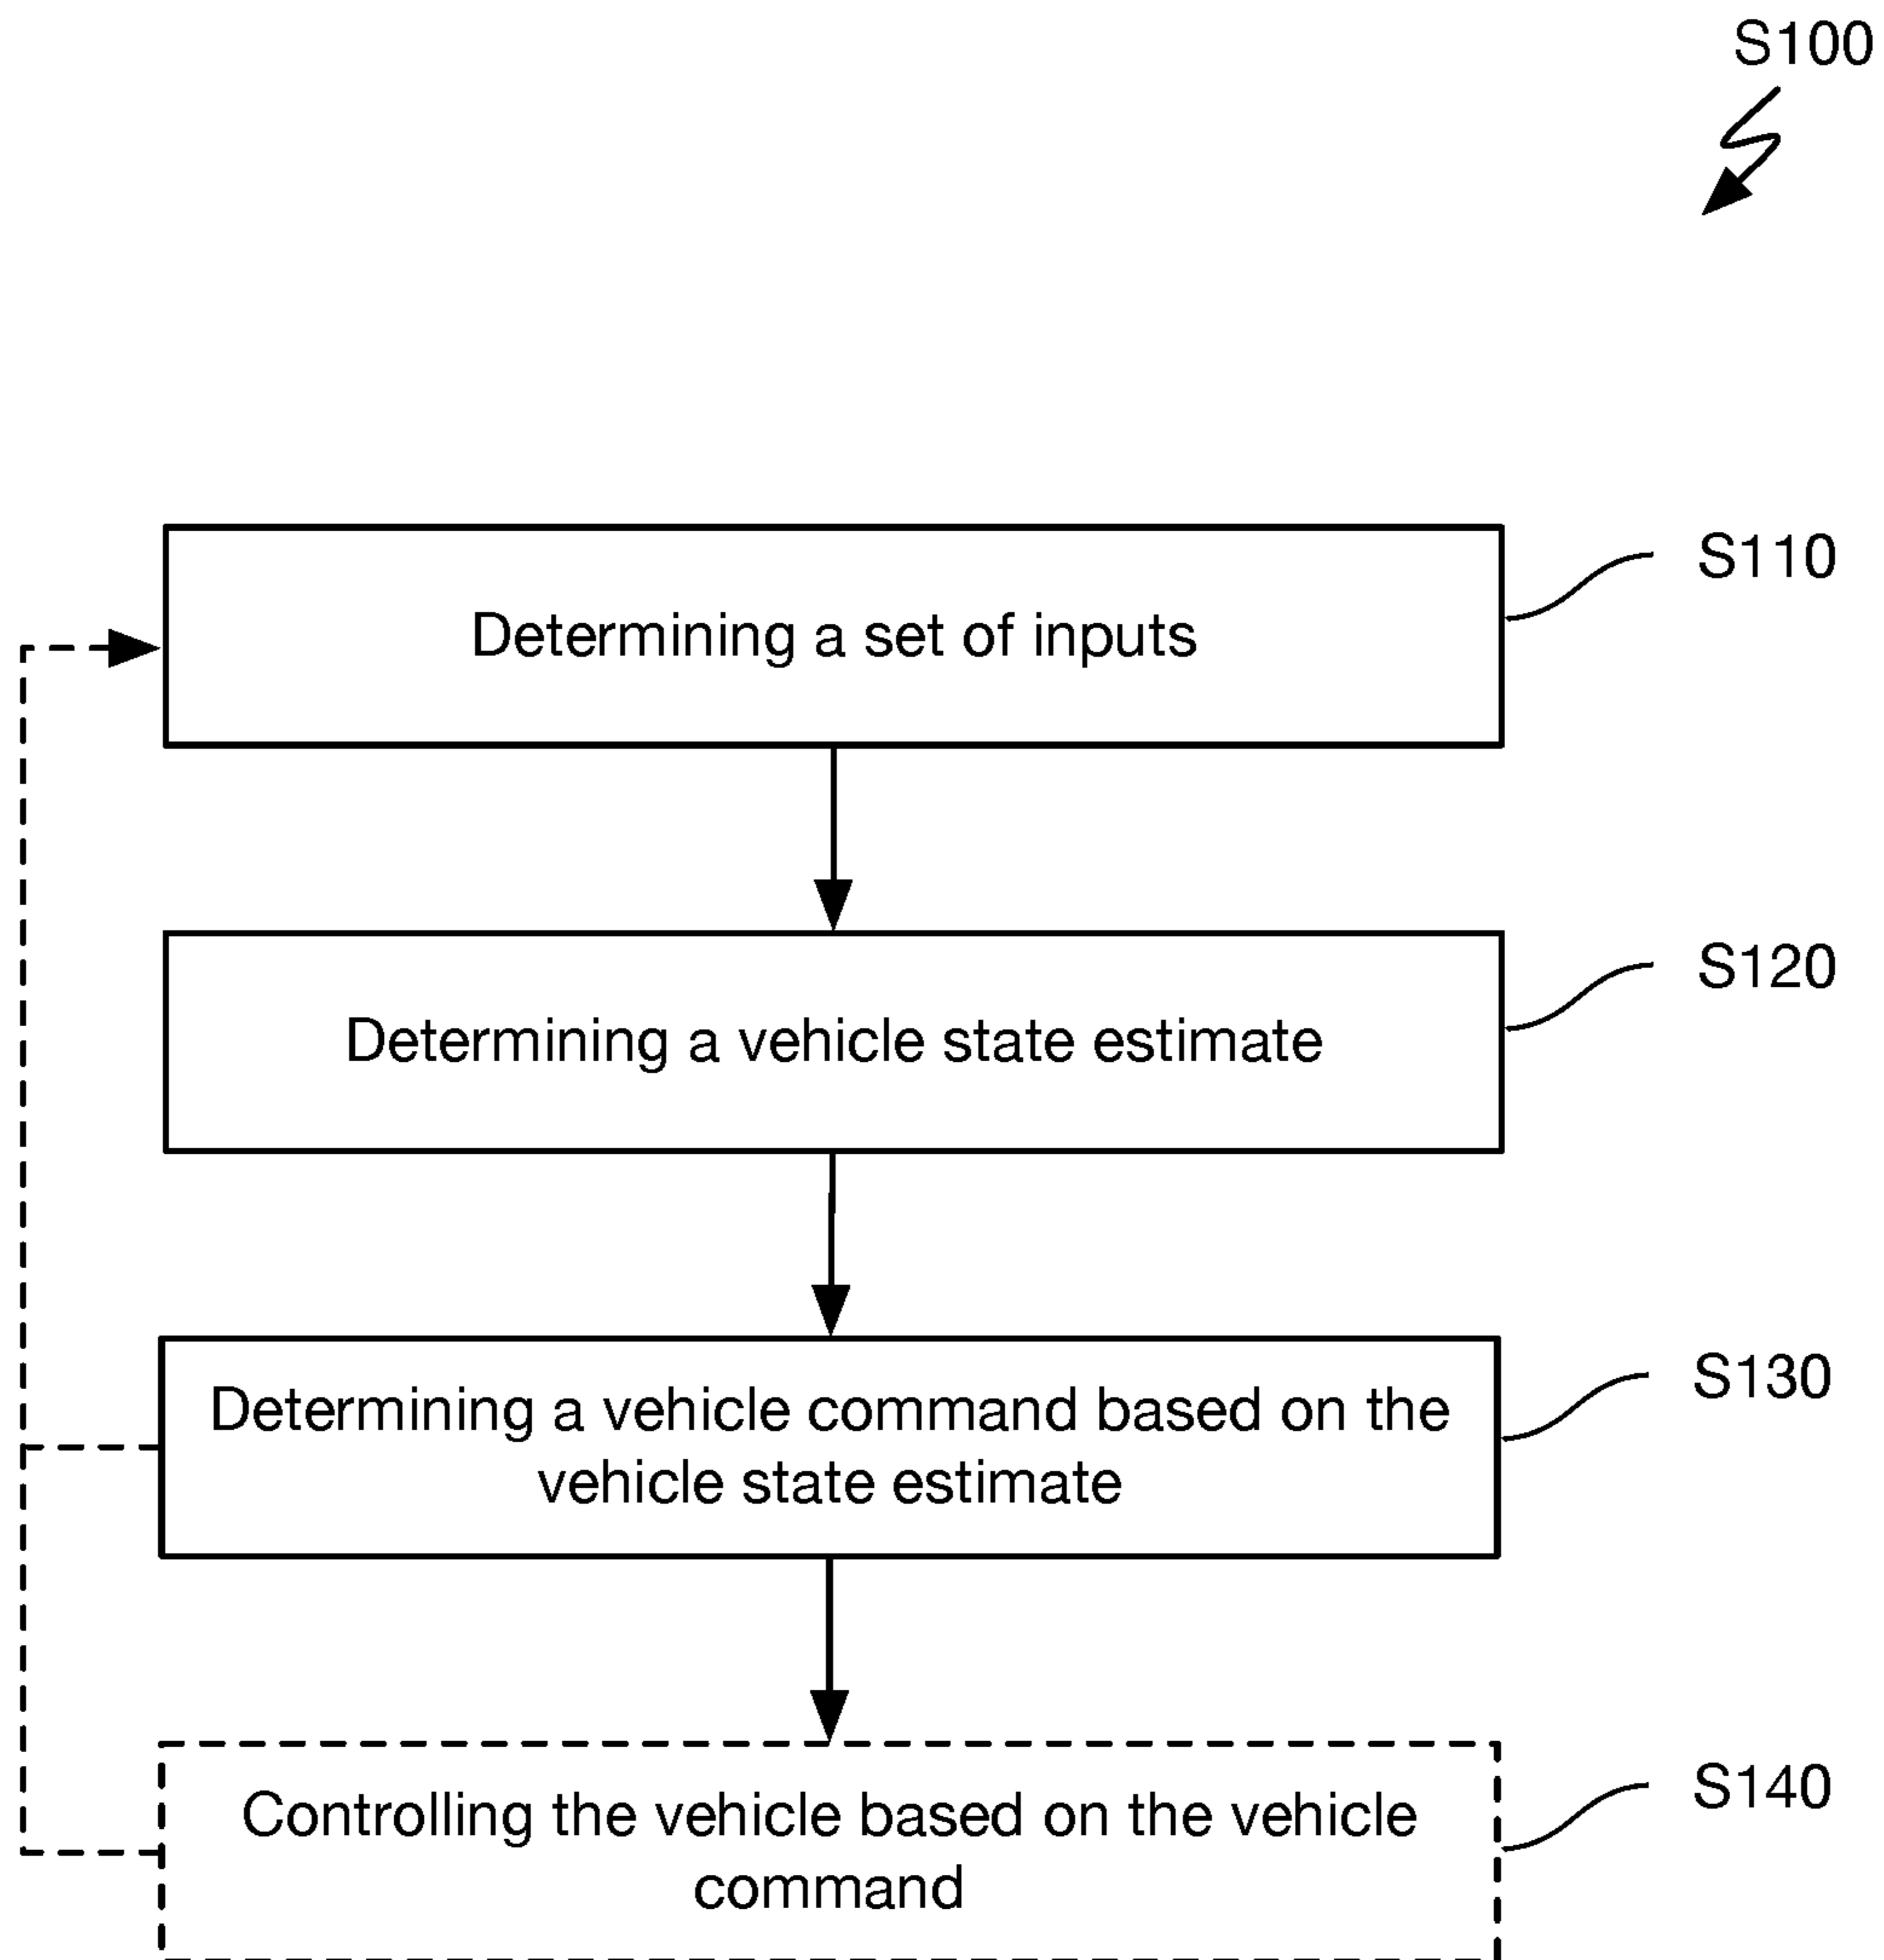 S100
Determining a set of inputs
S110
Determining a vehicle state estimate
S120
Determining a vehicle command based on the
vehicle state estimate
S130
Controlling the vehicle based on the vehicle
command
S140